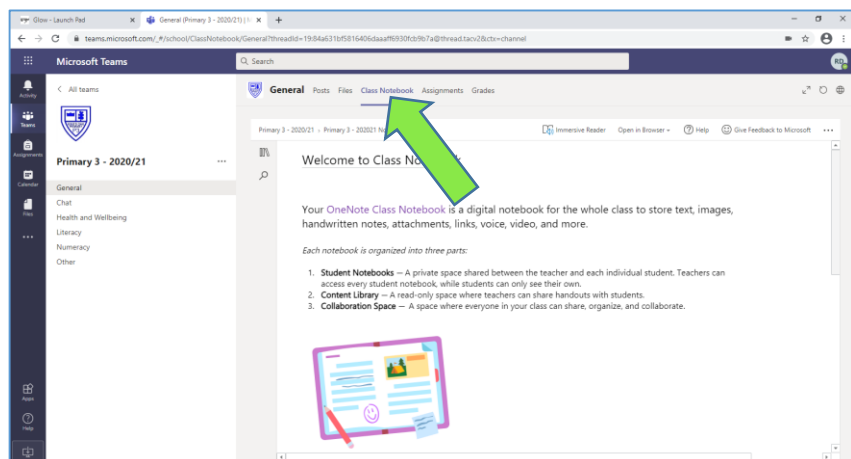 Glow - Launch Pad
General (Primary 3 - 2020/21) | M
teams.microsoft.com/_#/school/ClassNotebook/General?threadId=19:84a631bf5816406daaaff6930fcb9b7a@thread.tacv2&ctx=channel
Microsoft Teams
Search
RD
Activity
Teams
Assignments
Calendar
Files
Apps
Help
All teams
Primary 3 - 2020/21
General
Chat
Health and Wellbeing
Literacy
Numeracy
Other
General Posts Files Class Notebook Assignments Grades
Primary 3 - 2020/21 › Primary 3 - 202021 No
Immersive Reader Open in Browser Help Give Feedback to Microsoft
Welcome to Class No
Your OneNote Class Notebook is a digital notebook for the whole class to store text, images,
handwritten notes, attachments, links, voice, video, and more.
Each notebook is organized into three parts:
1. Student Notebooks — A private space shared between the teacher and each individual student. Teachers can
access every student notebook, while students can only see their own.
2. Content Library — A read-only space where teachers can share handouts with students.
3. Collaboration Space — A space where everyone in your class can share, organize, and collaborate.